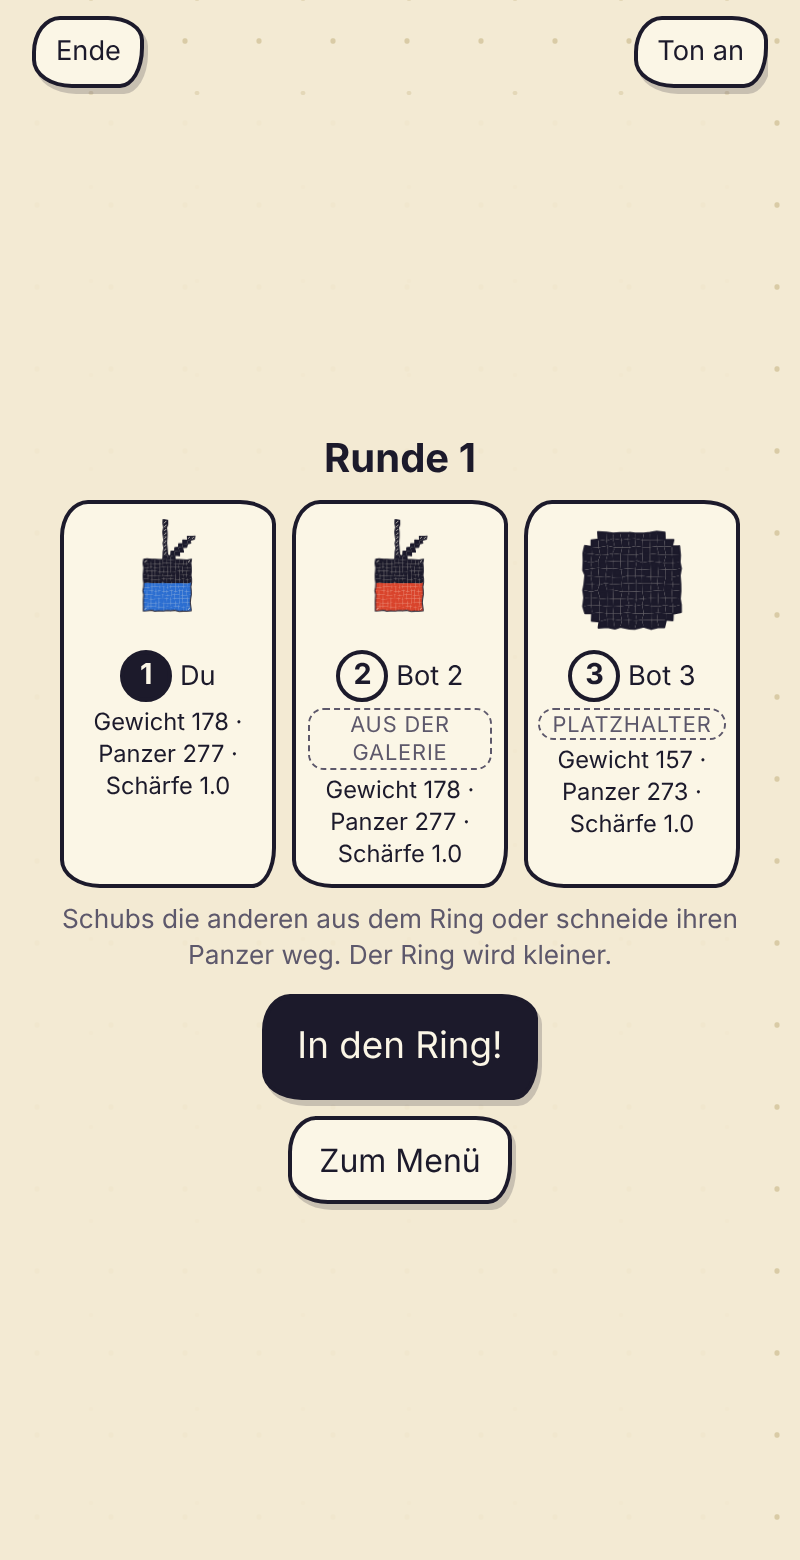 Ende
Ton an
Runde 1
1 Du
Gewicht 178 ·
Panzer 277 ·
Schärfe 1.0
2 Bot 2
AUS DER
GALERIE
Gewicht 178 ·
Panzer 277 ·
Schärfe 1.0
3 Bot 3
PLATZHALTER
Gewicht 157 ·
Panzer 273 ·
Schärfe 1.0
Schubs die anderen aus dem Ring oder schneide ihren
Panzer weg. Der Ring wird kleiner.
In den Ring!
Zum Menü